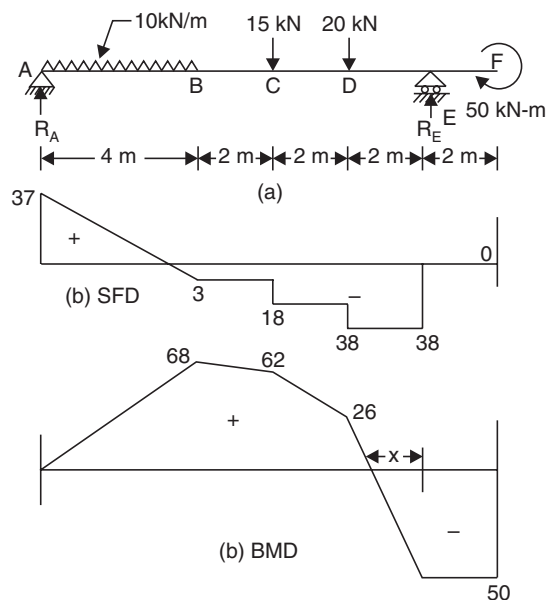 10kN/m
15 kN 20 kN
A B C D E F
50 kN-m
R_A R_E
4 m 2 m 2 m 2 m 2 m
(a)
37
+
0
(b) SFD
3
18
–
38 38
68 62
26
+
x
–
(b) BMD
50